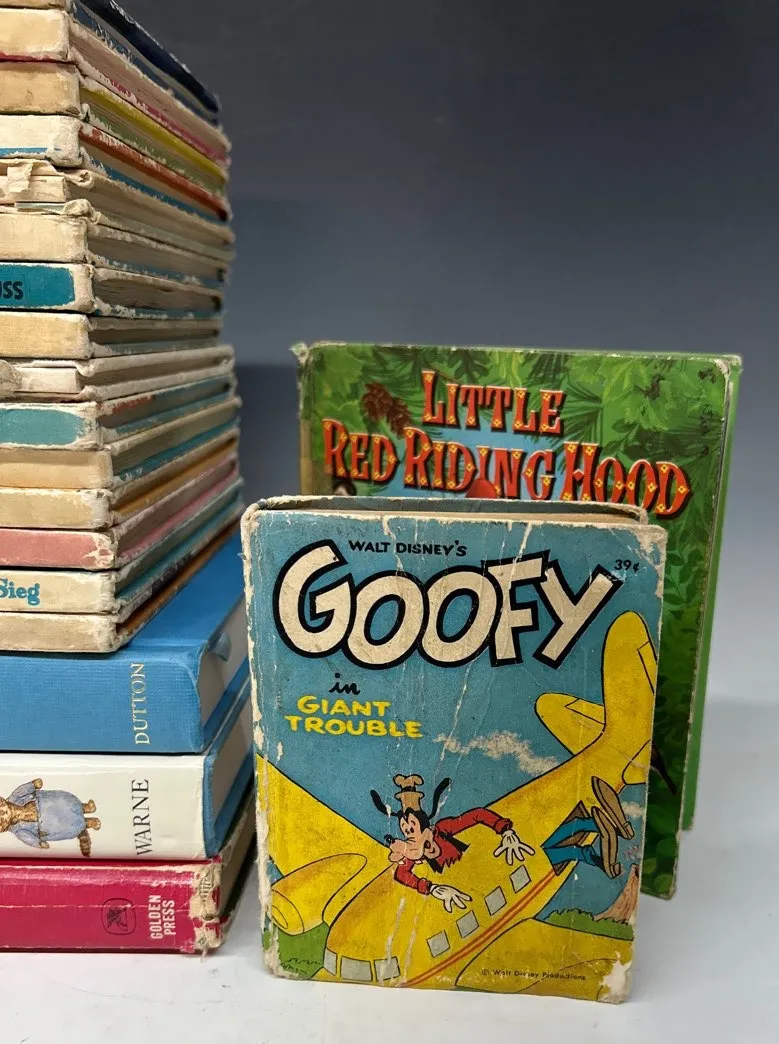 ss
Sieg
DUTTON
WARNE
GOLDEN
PRESS
LITTLE
RED RIDING HOOD
WALT DISNEY'S
39¢
GOOFY
in
GIANT
TROUBLE
© Walt Disney Productions